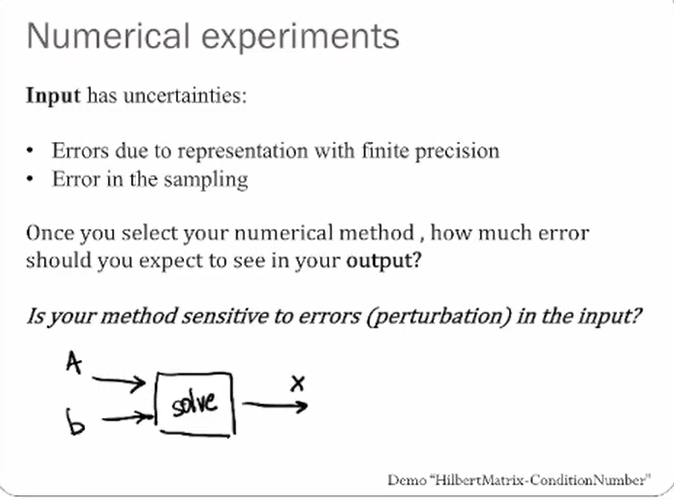 Numerical experiments
Input has uncertainties:
• Errors due to representation with finite precision
• Error in the sampling
Once you select your numerical method , how much error
should you expect to see in your output?
Is your method sensitive to errors (perturbation) in the input?
A
b
solve
x
Demo "HilbertMatrix-ConditionNumber"